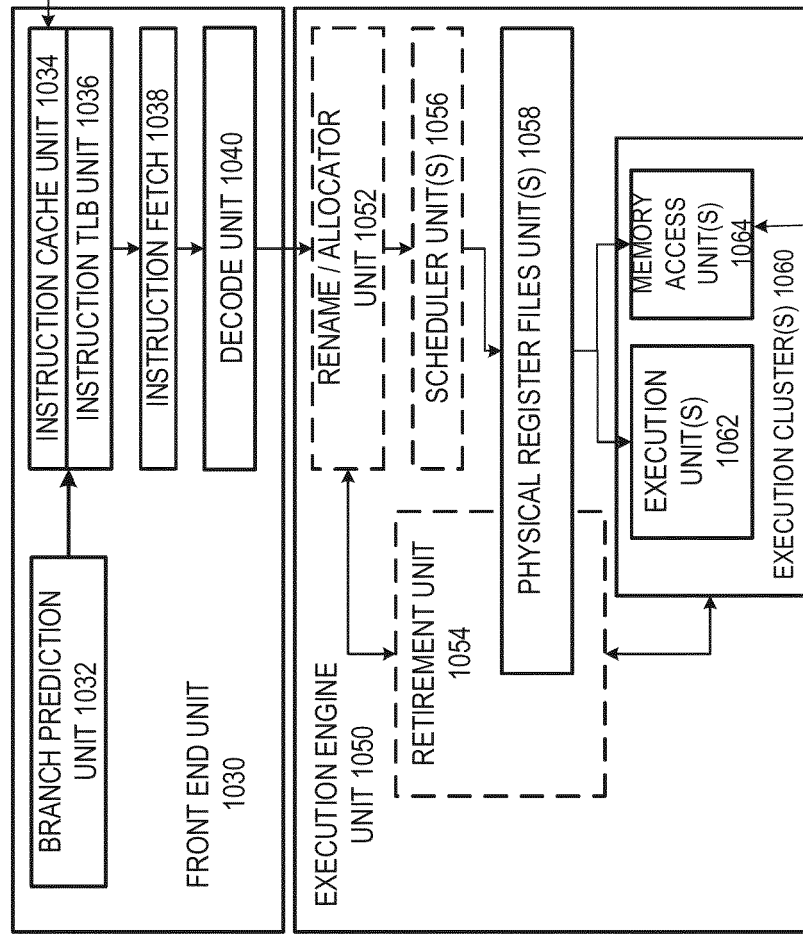 BRANCH PREDICTION
UNIT 1032
INSTRUCTION CACHE UNIT 1034
INSTRUCTION TLB UNIT 1036
INSTRUCTION FETCH 1038
DECODE UNIT 1040
FRONT END UNIT
1030
EXECUTION ENGINE
UNIT 1050
RENAME / ALLOCATOR
UNIT 1052
RETIREMENT UNIT
1054
SCHEDULER UNIT(S) 1056
PHYSICAL REGISTER FILES UNIT(S) 1058
EXECUTION
UNIT(S)
1062
MEMORY
ACCESS
UNIT(S)
1064
EXECUTION CLUSTER(S) 1060